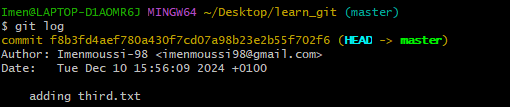 Imen@LAPTOP-D1AOMR6J MINGW64 ~/Desktop/learn_git (master)
$ git log
commit f8b3fd4aef780a430f7cd07a98b23e2b55f702f6 (HEAD -> master)
Author: Imenmoussi-98 <imenmoussi98@gmail.com>
Date:   Tue Dec 10 15:56:09 2024 +0100
    adding third.txt